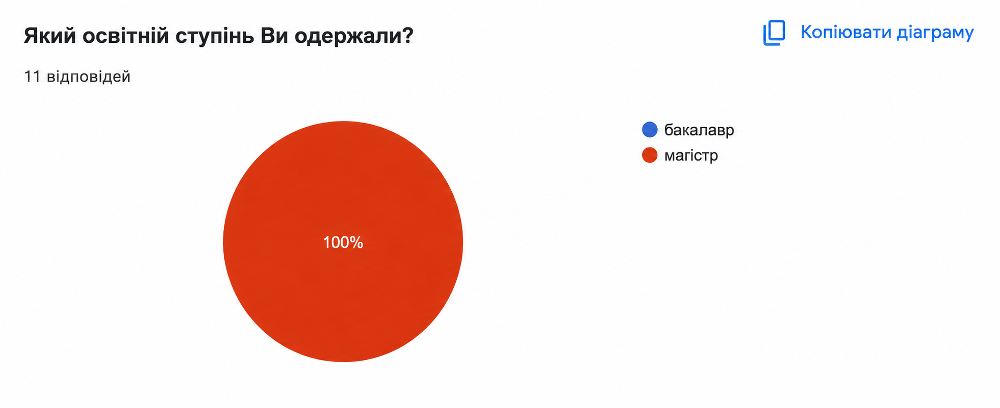 Який освітній ступінь Ви одержали?
Копіювати діаграму
11 відповідей
бакалавр
магістр
100%